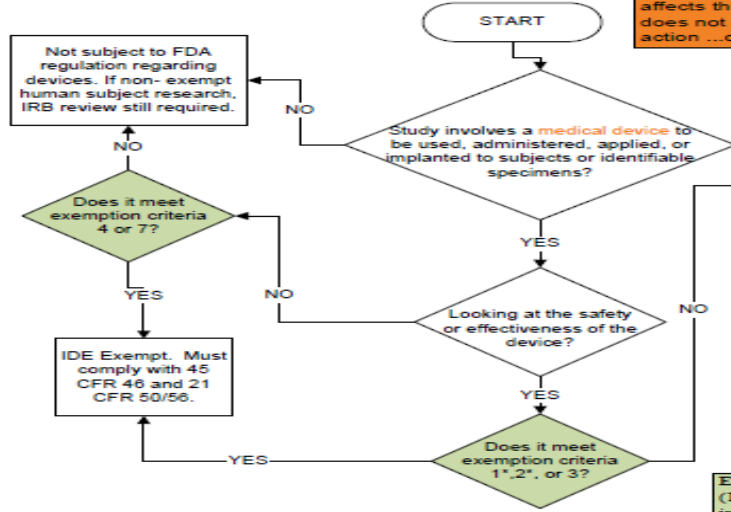 START
affects th
does not
action ...
Not subject to FDA
regulation regarding
devices. If non- exempt
human subject research,
IRB review still required.
NO
Study involves a medical device to
be used, administered, applied, or
implanted to subjects or identifiable
specimens?
NO
Does it meet
exemption criteria
4 or 7?
YES
NO
Looking at the safety
or effectiveness of the
device?
NO
YES
IDE Exempt. Must
comply with 45
CFR 46 and 21
CFR 50/56.
YES
YES
Does it meet
exemption criteria
1*,2*, or 3?
E
(1